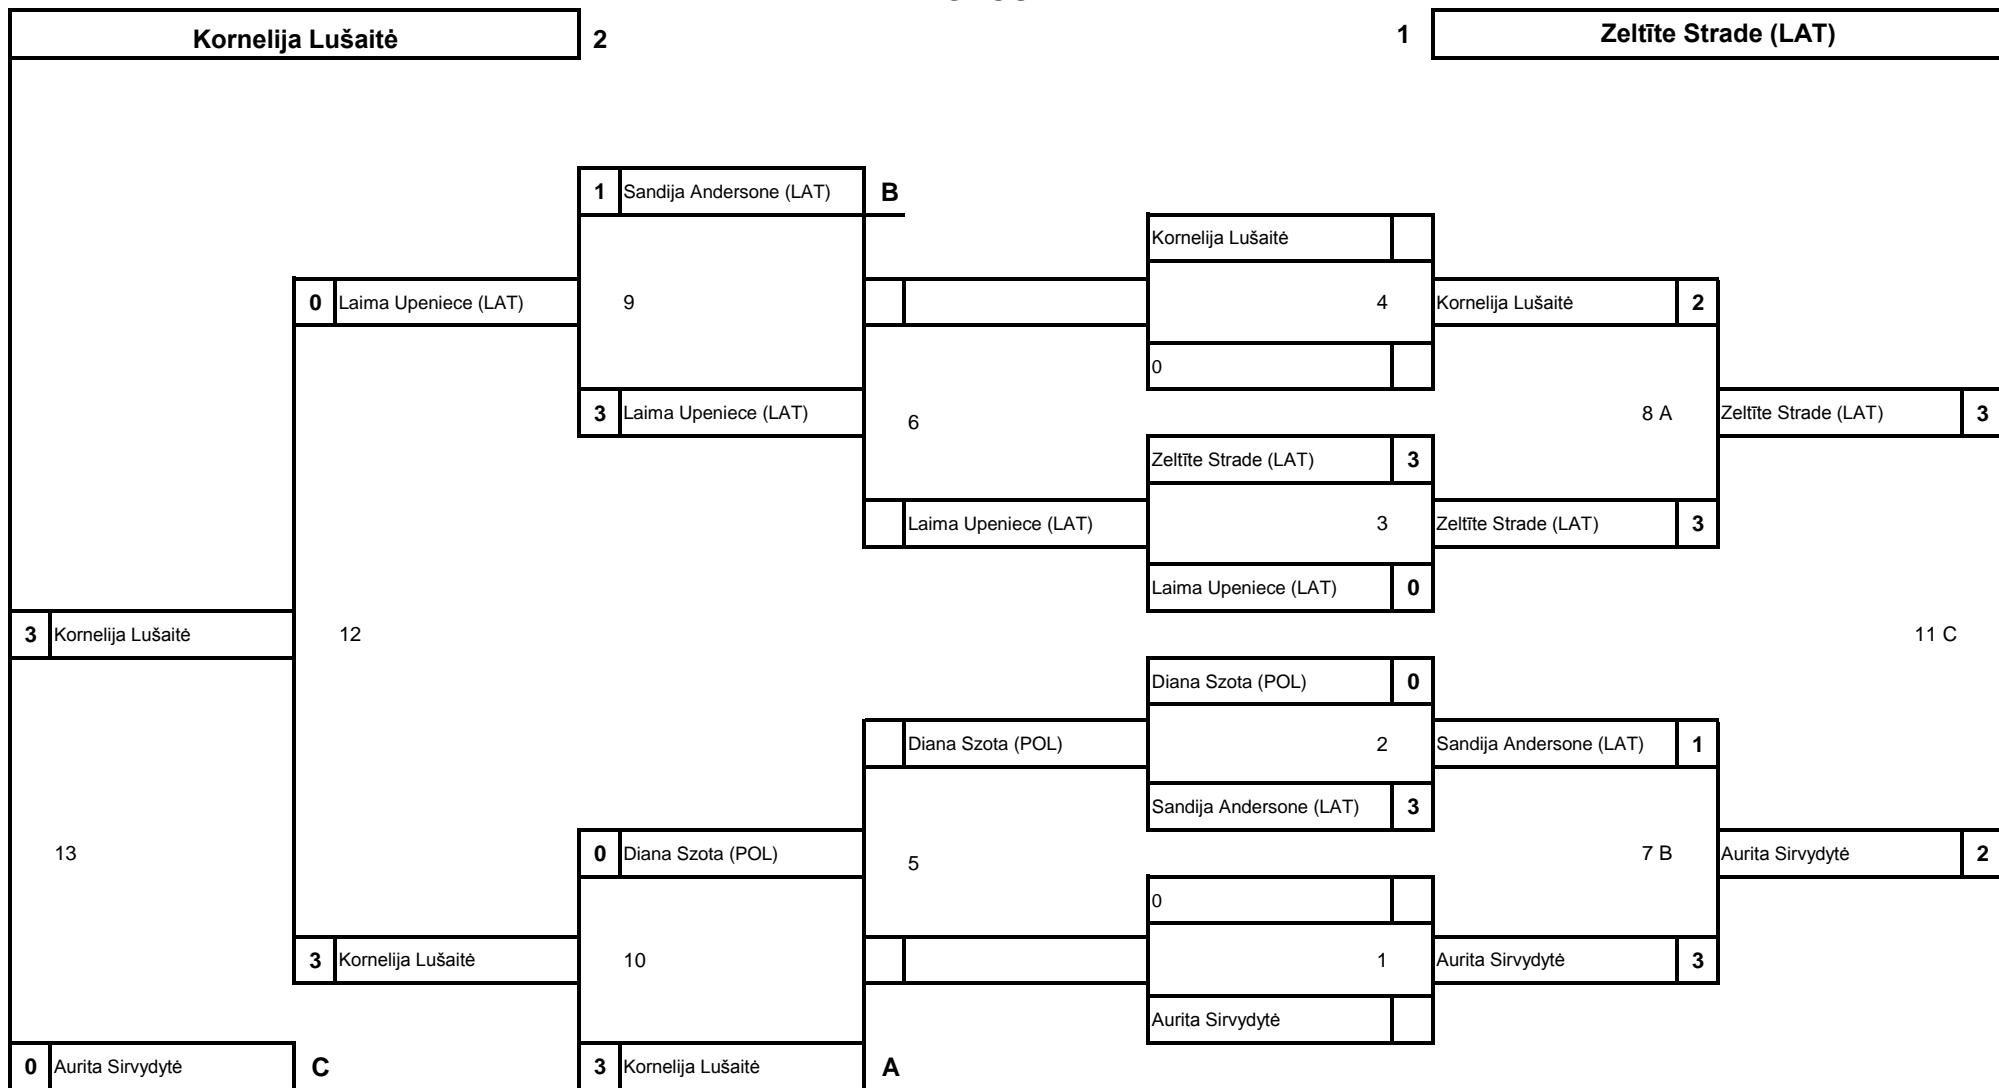 Kornelija Lušaitė 2 1 Zeltīte Strade (LAT)
1 Sandija Andersone (LAT) B
Kornelija Lušaitė
0 Laima Upeniece (LAT) 9 4 Kornelija Lušaitė 2
0
3 Laima Upeniece (LAT) 6 8 A Zeltīte Strade (LAT) 3
Zeltīte Strade (LAT) 3
Laima Upeniece (LAT) 3 Zeltīte Strade (LAT) 3
Laima Upeniece (LAT) 0
3 Kornelija Lušaitė 12 11 C
Diana Szota (POL) 0
Diana Szota (POL) 2 Sandija Andersone (LAT) 1
Sandija Andersone (LAT) 3
13 0 Diana Szota (POL) 5 7 B Aurita Sirvydytė 2
0
3 Kornelija Lušaitė 10 1 Aurita Sirvydytė 3
Aurita Sirvydytė
0 Aurita Sirvydytė C 3 Kornelija Lušaitė A